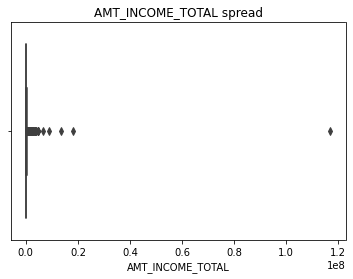 AMT_INCOME_TOTAL spread
0.0 0.2 0.4 0.6 0.8 1.0 1.2
1e8
AMT_INCOME_TOTAL